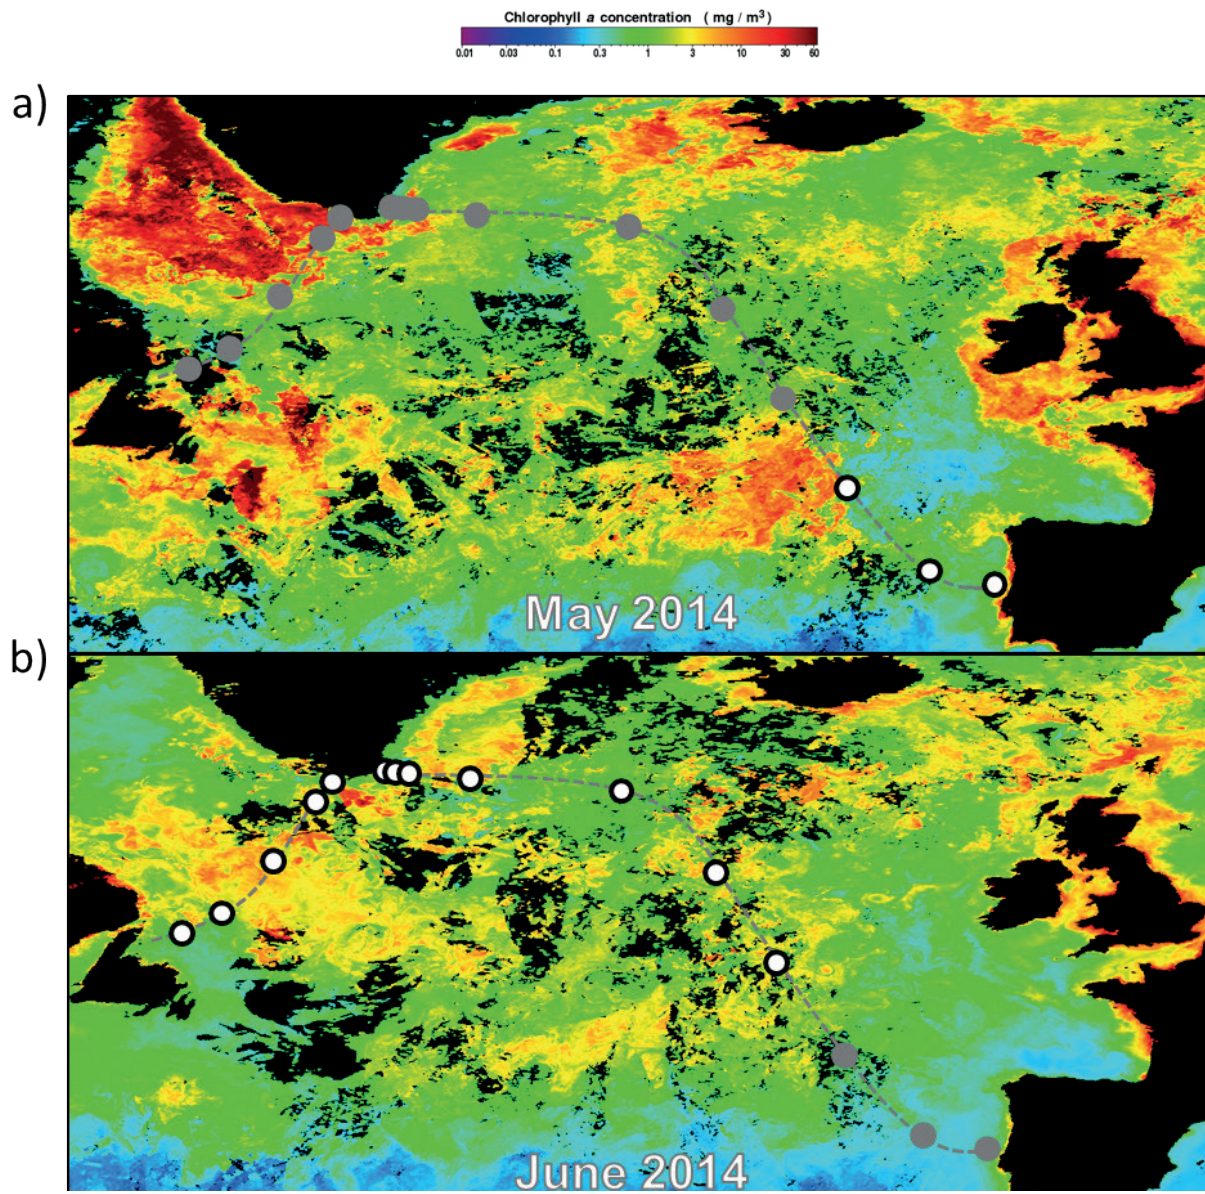 Chlorophyll a concentration ( mg / m³ )
0.01 0.03 0.1 0.3 1 3 10 30 60
a)
May 2014
b)
June 2014